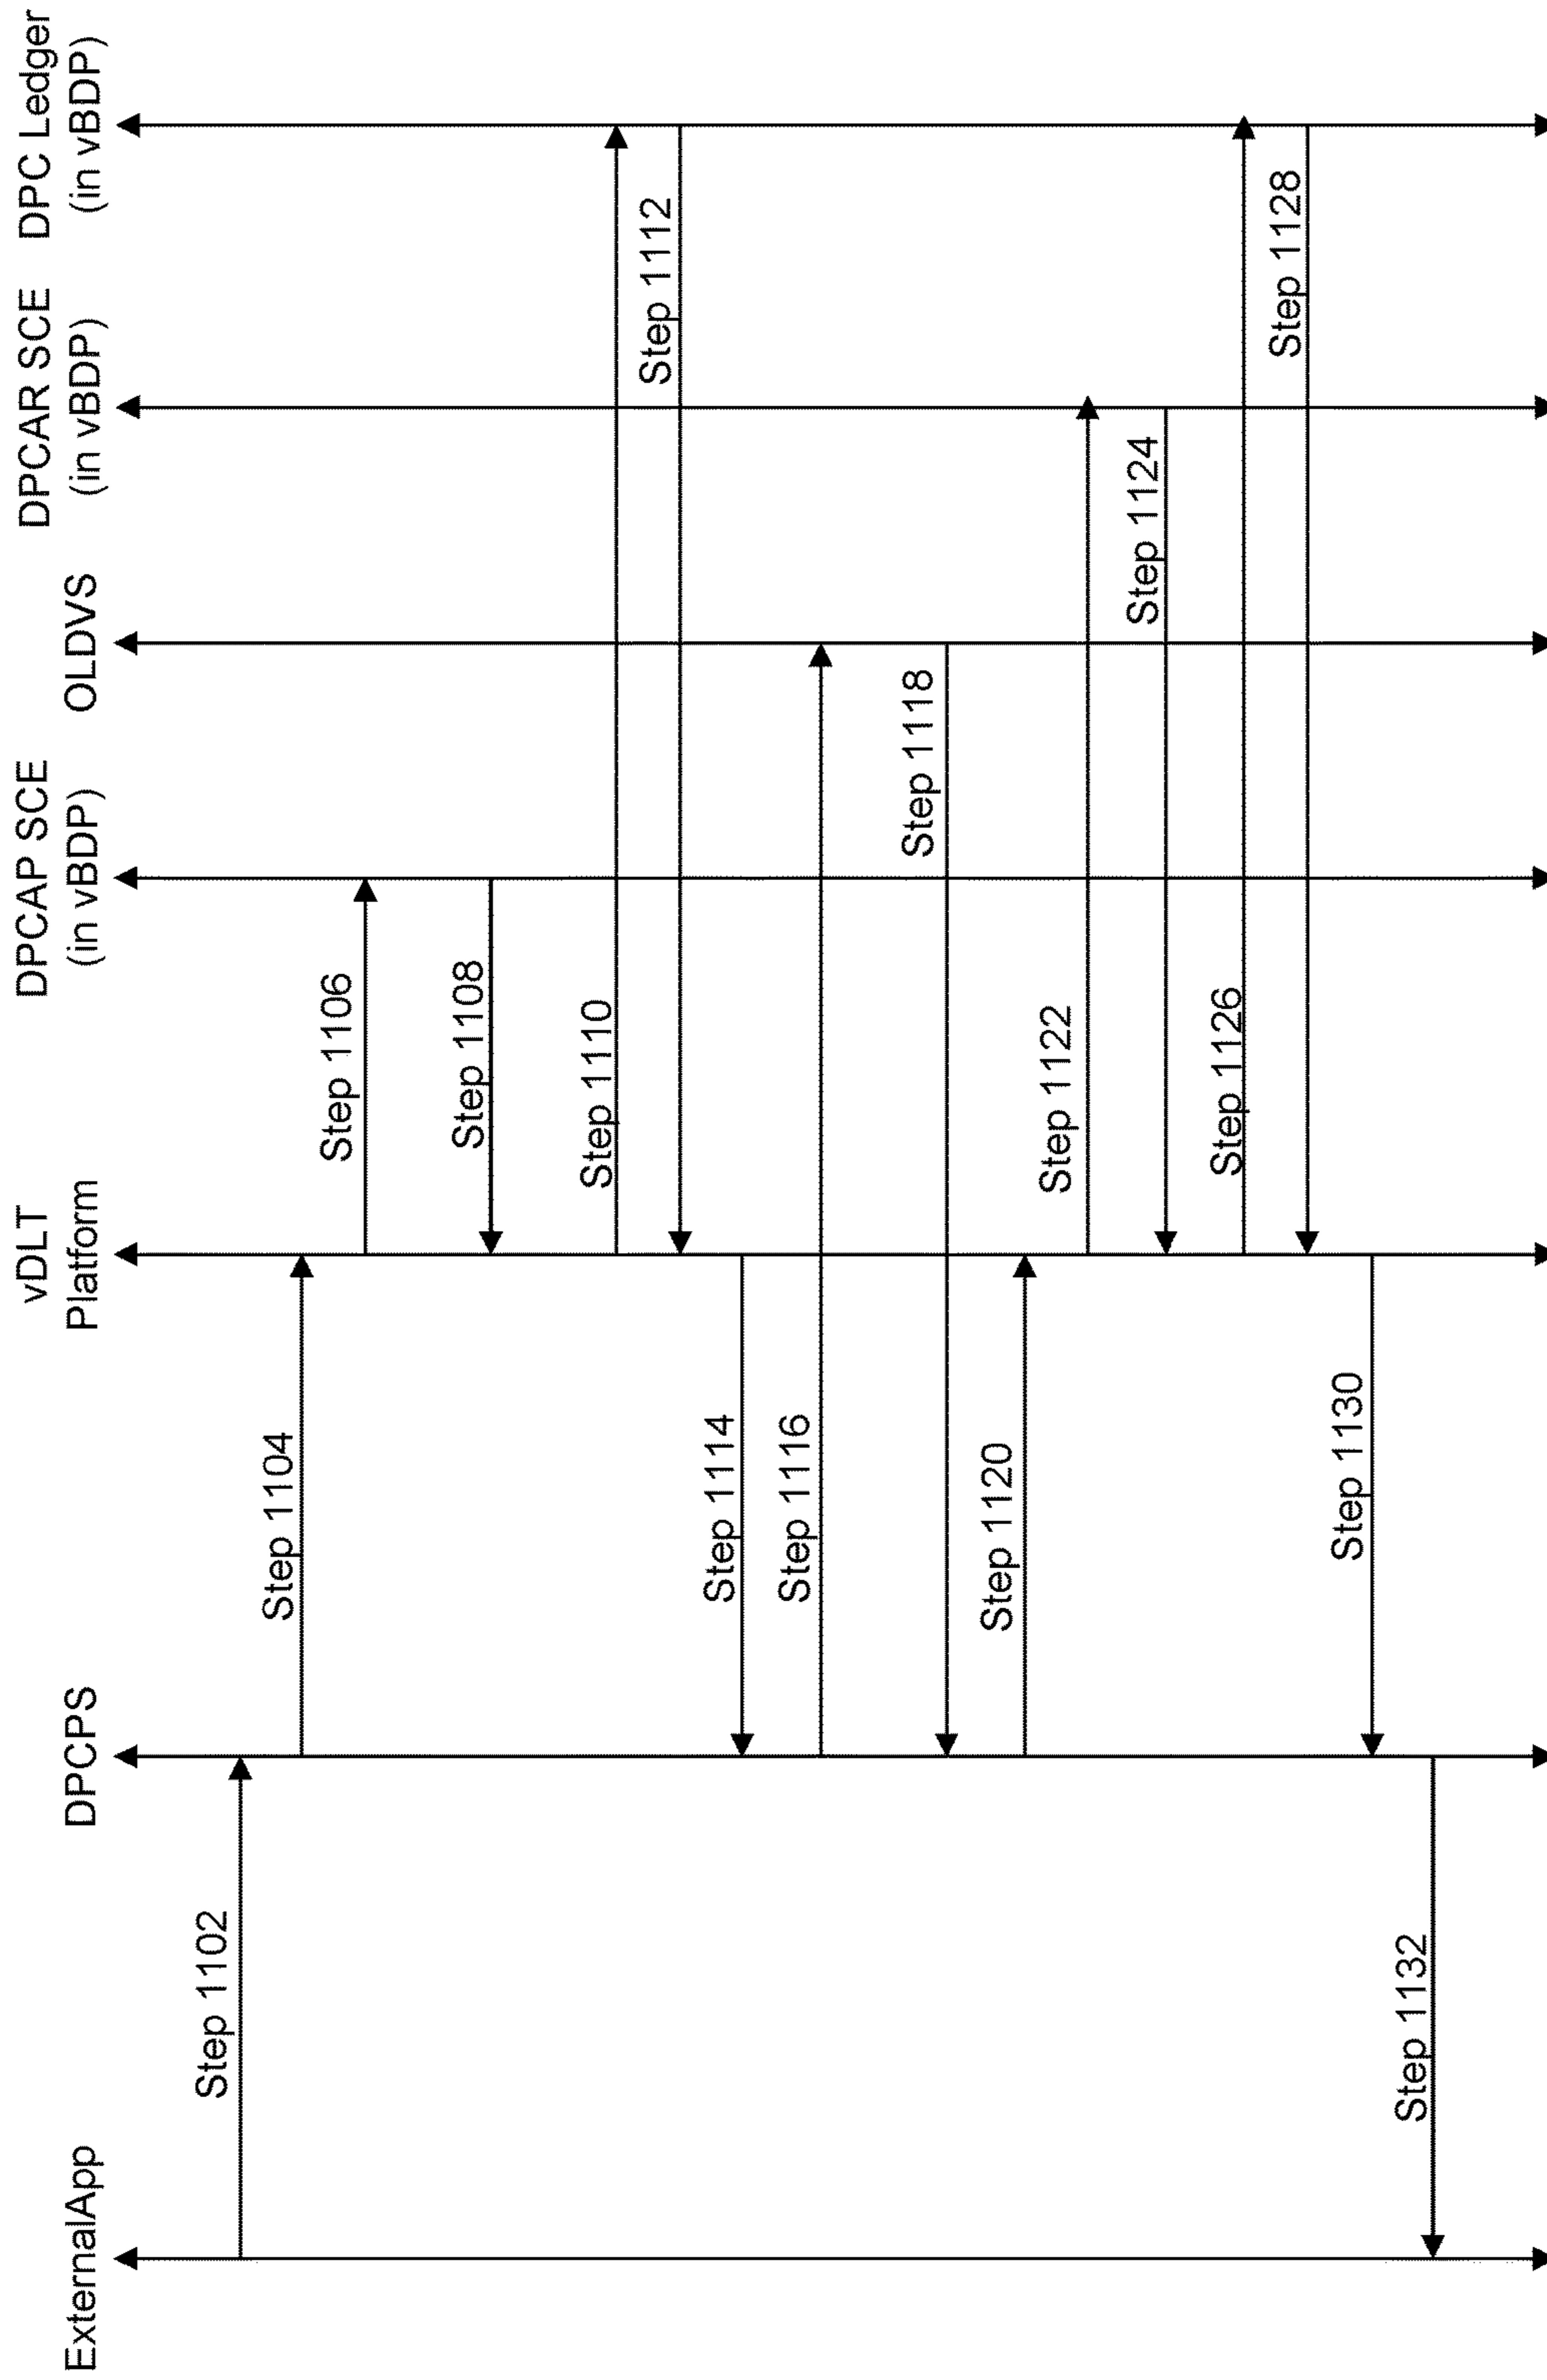 ExternalApp
DPCPS
vDLT
Platform
DPCAP SCE
(in vBDP)
OLDVS
DPCAR SCE
(in vBDP)
DPC Ledger
(in vBDP)
Step 1102
Step 1104
Step 1106
Step 1108
Step 1110
Step 1112
Step 1114
Step 1116
Step 1118
Step 1120
Step 1122
Step 1124
Step 1126
Step 1128
Step 1130
Step 1132